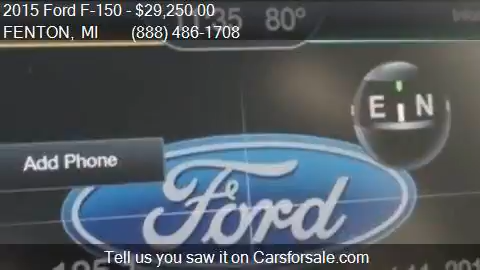 2015 Ford F-150 - $29,250.00
FENTON, MI (888) 486-1708
:35 80°
E N
Add Phone
Ford
Tell us you saw it on Carsforsale.com